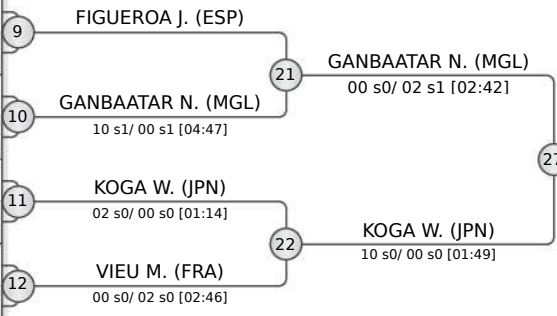 FIGUEROA J. (ESP)
9
21
GANBAATAR N. (MGL)
00 s0/ 02 s1 [02:42]
GANBAATAR N. (MGL)
10
10 s1/ 00 s1 [04:47]
27
KOGA W. (JPN)
11
02 s0/ 00 s0 [01:14]
22
KOGA W. (JPN)
10 s0/ 00 s0 [01:49]
VIEU M. (FRA)
12
00 s0/ 02 s0 [02:46]